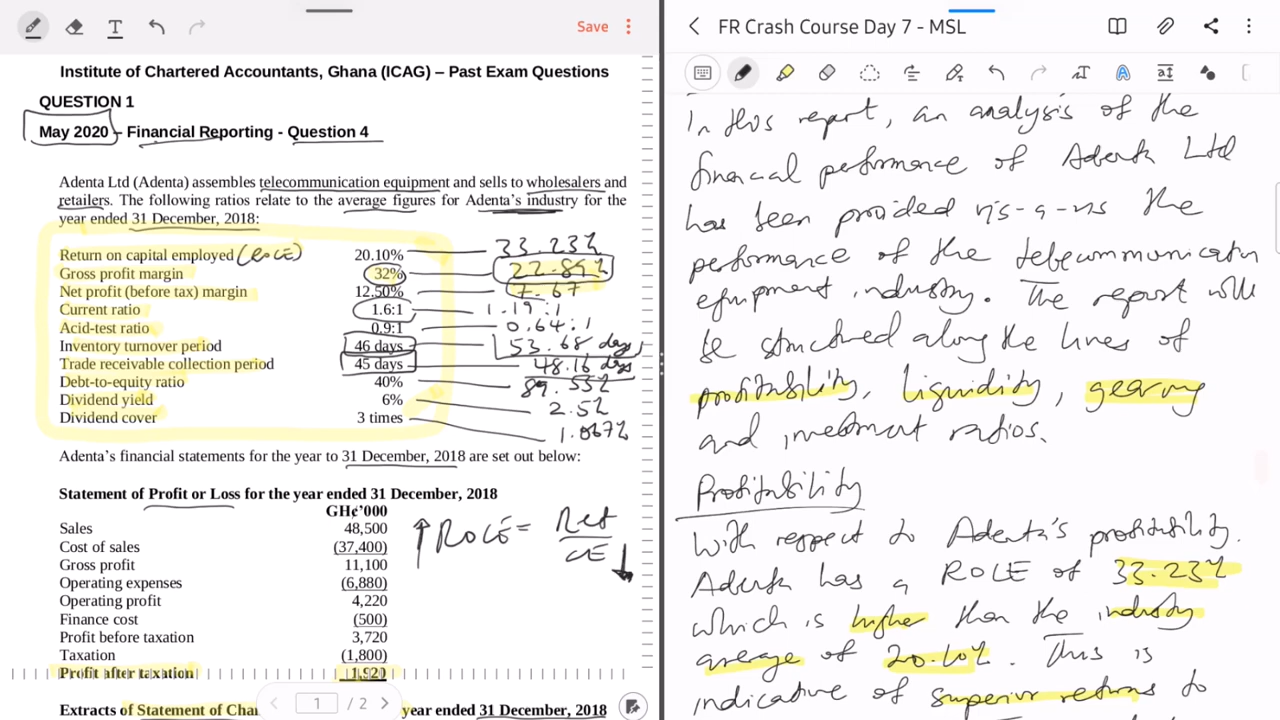 Save
Institute of Chartered Accountants, Ghana (ICAG) – Past Exam Questions
QUESTION 1
May 2020 – Financial Reporting - Question 4
Adenta Ltd (Adenta) assembles telecommunication equipment and sells to wholesalers and
retailers. The following ratios relate to the average figures for Adenta's industry for the
year ended 31 December, 2018:
Return on capital employed (ROCE) 20.10% 33.23%
Gross profit margin 32% 22.89%
Net profit (before tax) margin 12.50% 7.67
Current ratio 1.6:1 1.19:1
Acid-test ratio 0.9:1 0.64:1
Inventory turnover period 46 days 53.68 days
Trade receivable collection period 45 days 48.16 days
Debt-to-equity ratio 40% 89.55%
Dividend yield 6% 2.5%
Dividend cover 3 times 1.067%
Adenta's financial statements for the year to 31 December, 2018 are set out below:
Statement of Profit or Loss for the year ended 31 December, 2018
GH¢'000
Sales 48,500
Cost of sales (37,400)
Gross profit 11,100
Operating expenses (6,880)
Operating profit 4,220
Finance cost (500)
Profit before taxation 3,720
Taxation (1,800)
Profit after taxation 1,920
↑ ROCE = Ret
CE ↓
1 / 2
Extracts of Statement of Chan year ended 31 December, 2018
FR Crash Course Day 7 - MSL
In this report, an analysis of the
financial performance of Adenta Ltd
has been provided vis-a-vis the
performance of the telecommunication
equipment industry. The report will
be structured along the lines of
profitability, liquidity, gearing
and investment ratios.
Profitability
With respect to Adenta's profitability.
Adenta has a ROCE of 33.23%
which is higher than the industry
average of 20.10%. This is
indicative of superior returns to